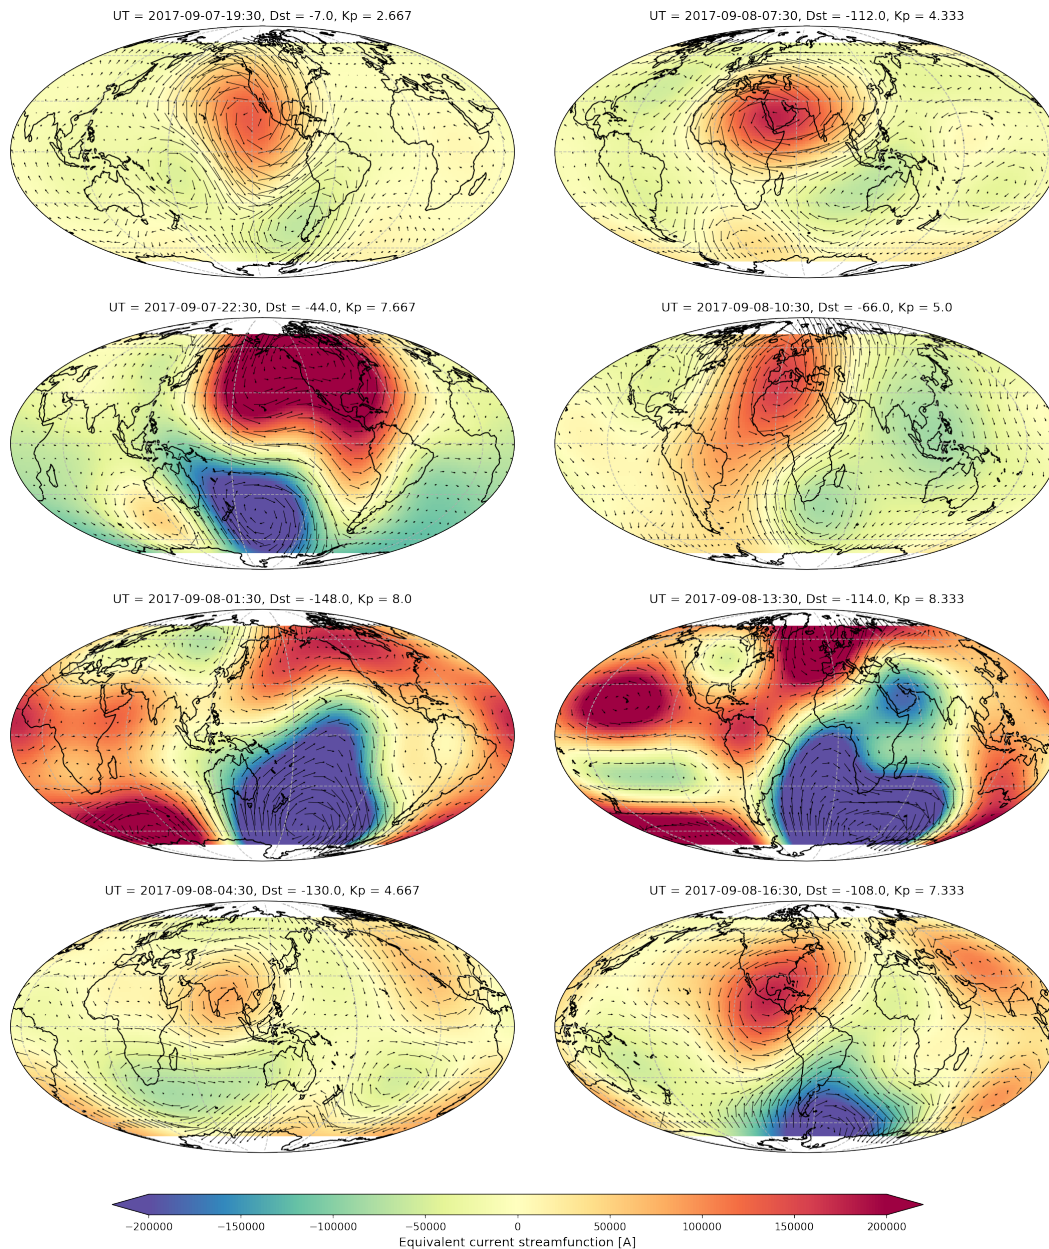 UT = 2017-09-07-19:30, Dst = -7.0, Kp = 2.667
UT = 2017-09-08-07:30, Dst = -112.0, Kp = 4.333
UT = 2017-09-07-22:30, Dst = -44.0, Kp = 7.667
UT = 2017-09-08-10:30, Dst = -66.0, Kp = 5.0
UT = 2017-09-08-01:30, Dst = -148.0, Kp = 8.0
UT = 2017-09-08-13:30, Dst = -114.0, Kp = 8.333
UT = 2017-09-08-04:30, Dst = -130.0, Kp = 4.667
UT = 2017-09-08-16:30, Dst = -108.0, Kp = 7.333
−200000 −150000 −100000 −50000 0 50000 100000 150000 200000
Equivalent current streamfunction [A]